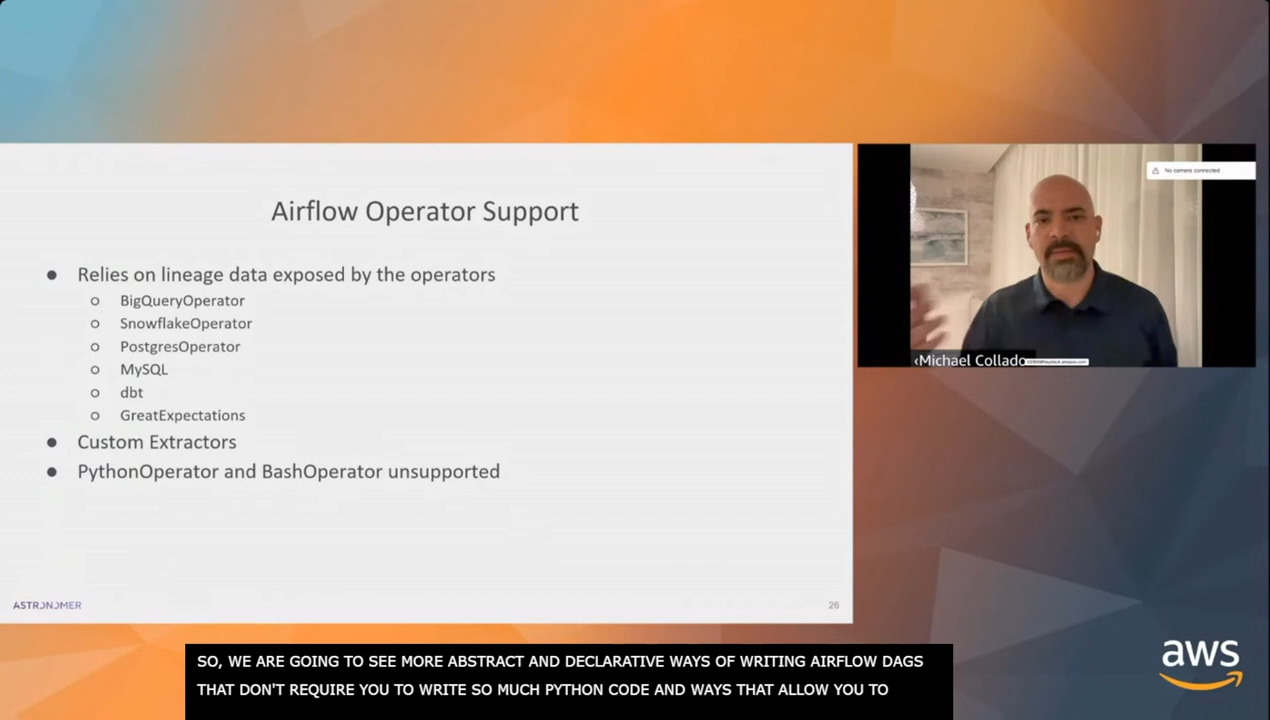 Airflow Operator Support
● Relies on lineage data exposed by the operators
○ BigQueryOperator
○ SnowflakeOperator
○ PostgresOperator
○ MySQL
○ dbt
○ GreatExpectations
● Custom Extractors
● PythonOperator and BashOperator unsupported
ASTRONOMER
26
No camera connected
‹Michael Collado
aws
SO, WE ARE GOING TO SEE MORE ABSTRACT AND DECLARATIVE WAYS OF WRITING AIRFLOW DAGS
THAT DON'T REQUIRE YOU TO WRITE SO MUCH PYTHON CODE AND WAYS THAT ALLOW YOU TO